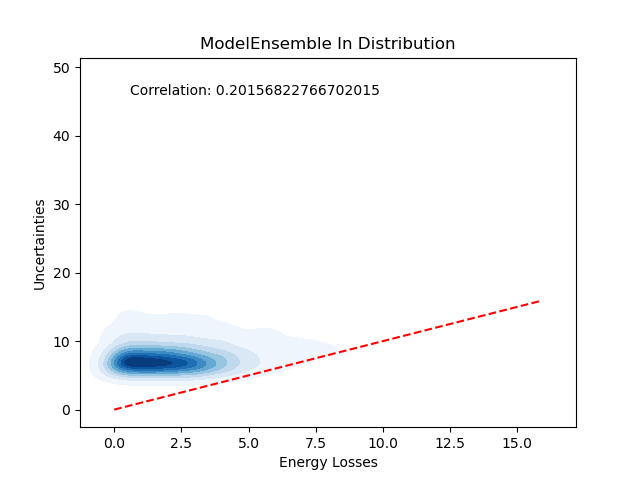 ModelEnsemble In Distribution
50
Correlation: 0.20156822766702015
40
30
20
10
0
Uncertainties
0.0 2.5 5.0 7.5 10.0 12.5 15.0
Energy Losses